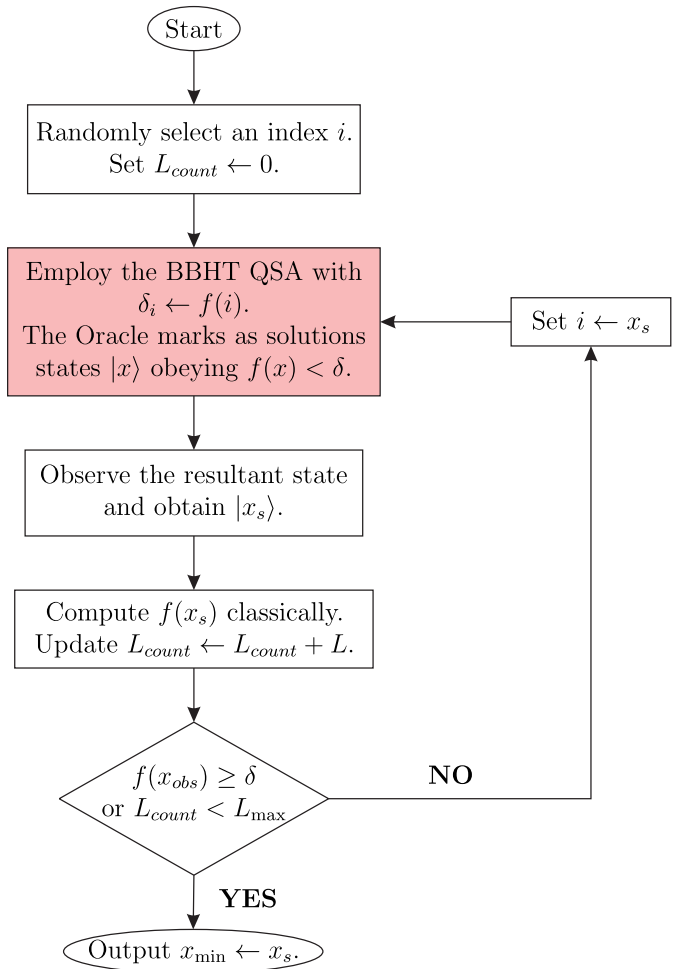 Start
Randomly select an index i.
Set L_count ← 0.
Employ the BBHT QSA with
δ_i ← f(i).
The Oracle marks as solutions
states |x⟩ obeying f(x) < δ.
Set i ← x_s
Observe the resultant state
and obtain |x_s⟩.
Compute f(x_s) classically.
Update L_count ← L_count + L.
f(x_obs) ≥ δ
or L_count < L_max
NO
YES
Output x_min ← x_s.